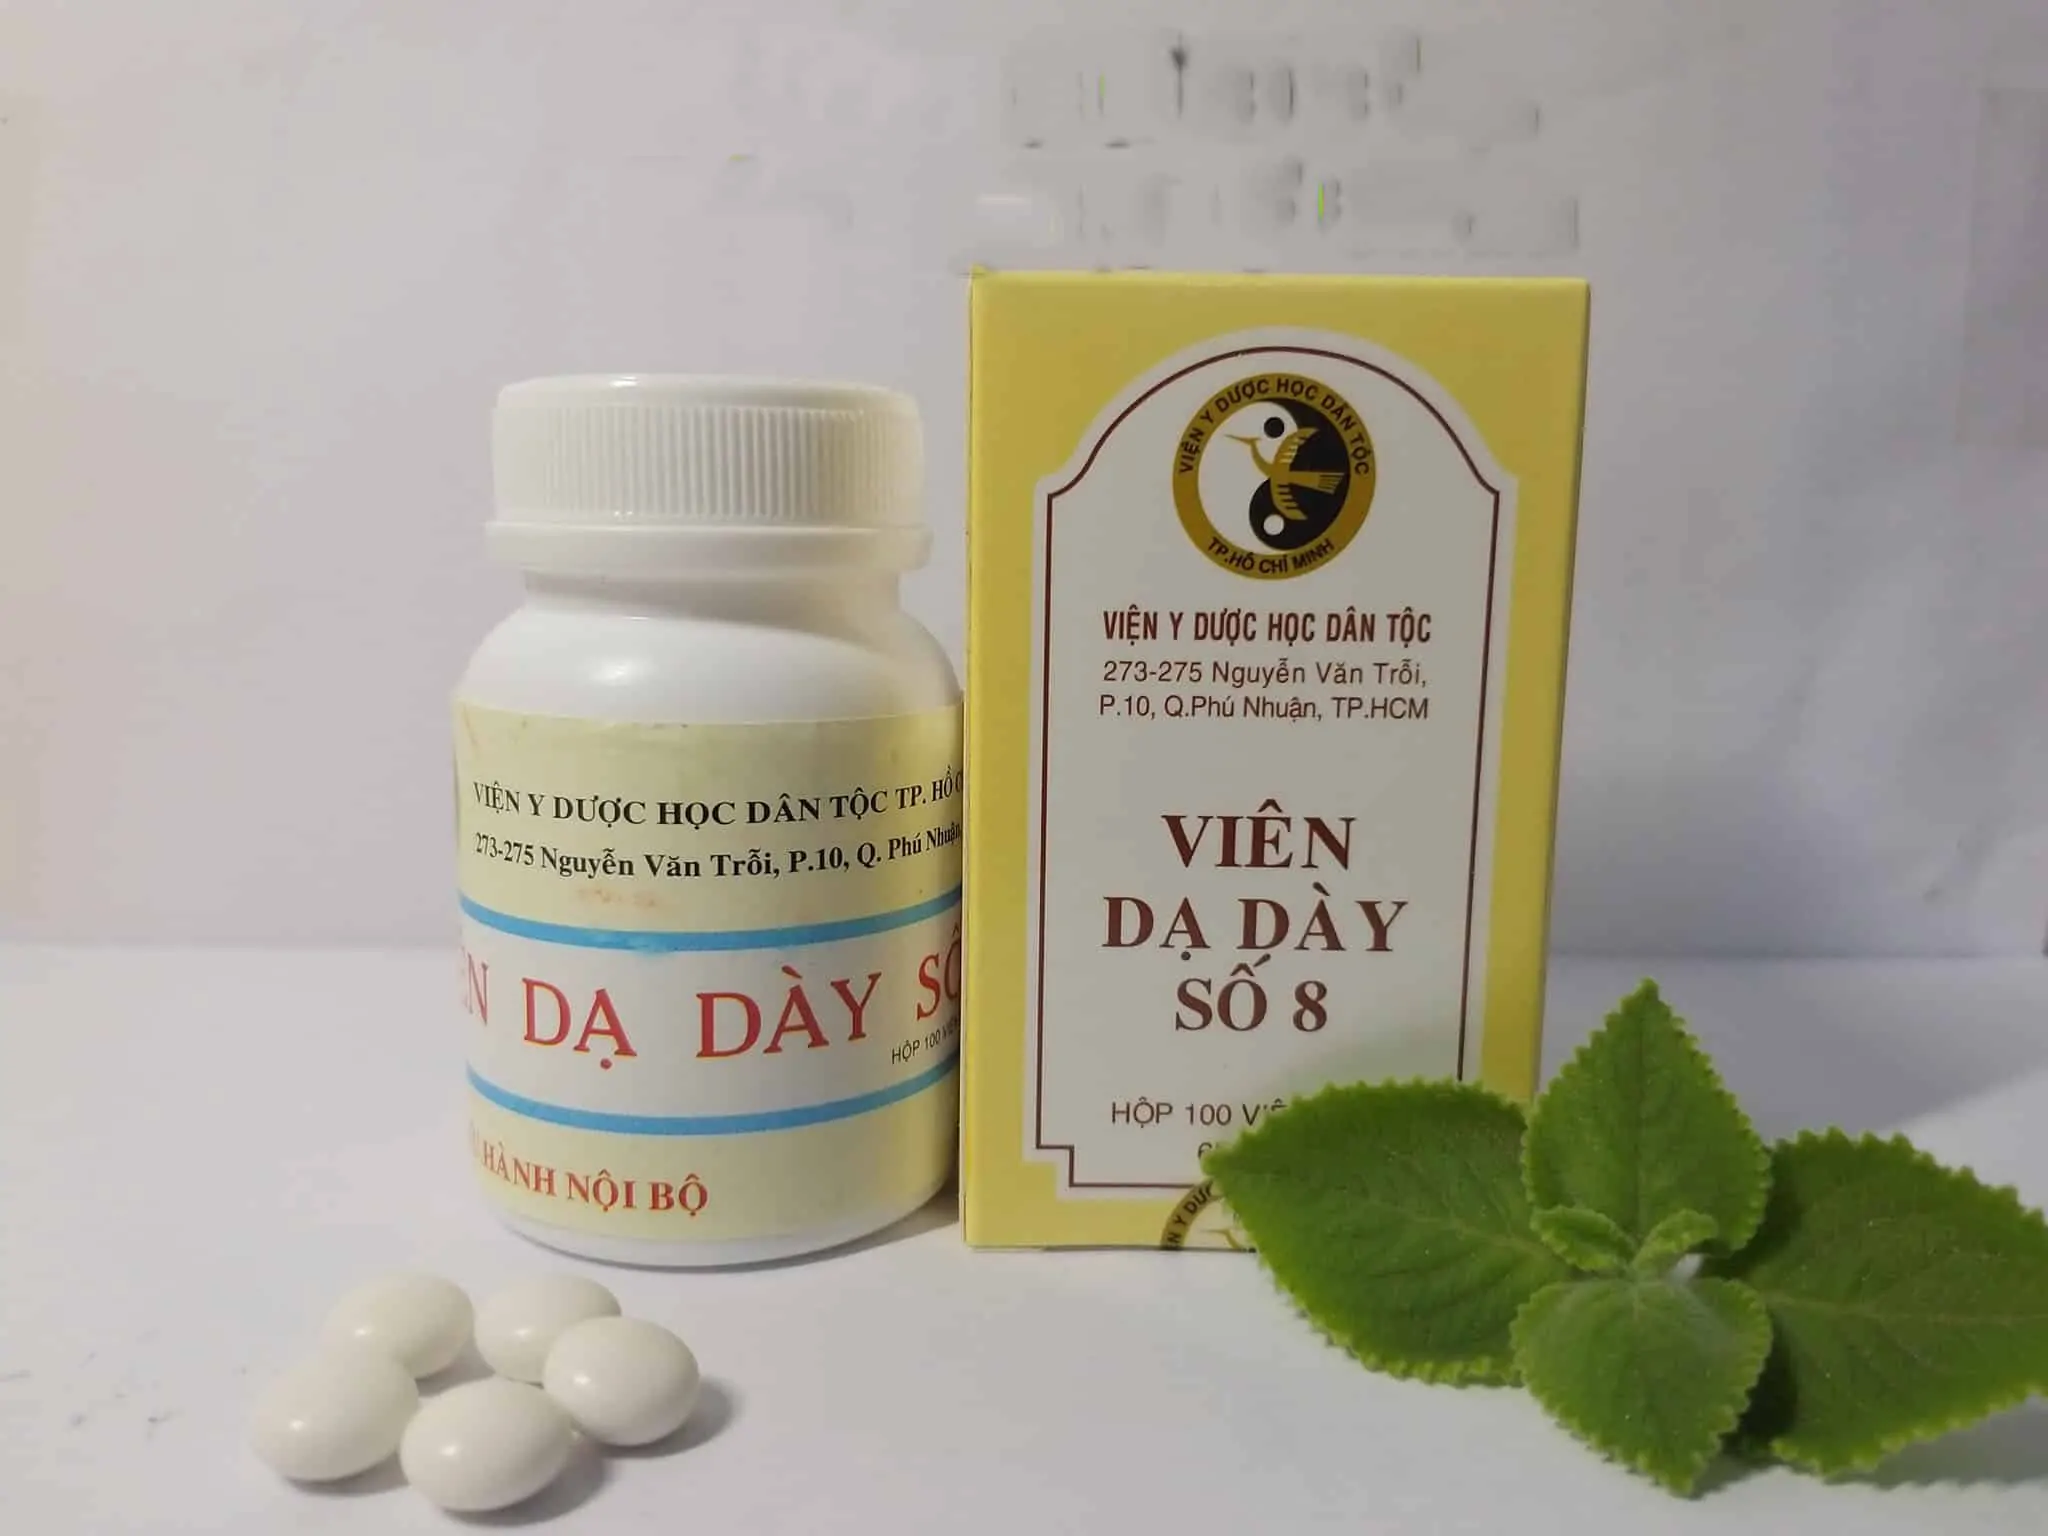 VIỆN Y DƯỢC HỌC DÂN TỘC TP. HỒ
273-275 Nguyễn Văn Trỗi, P.10, Q. Phú Nhuận,
DẠ DÀY
HỘP 100
HÀNH NỘI BỘ
VIỆN Y DƯỢC HỌC DÂN TỘC
TP.HỒ CHÍ MINH
VIỆN Y DƯỢC HỌC DÂN TỘC
273-275 Nguyễn Văn Trỗi,
P.10, Q.Phú Nhuận, TP.HCM
VIÊN
DẠ DÀY
SỐ 8
HỘP 100